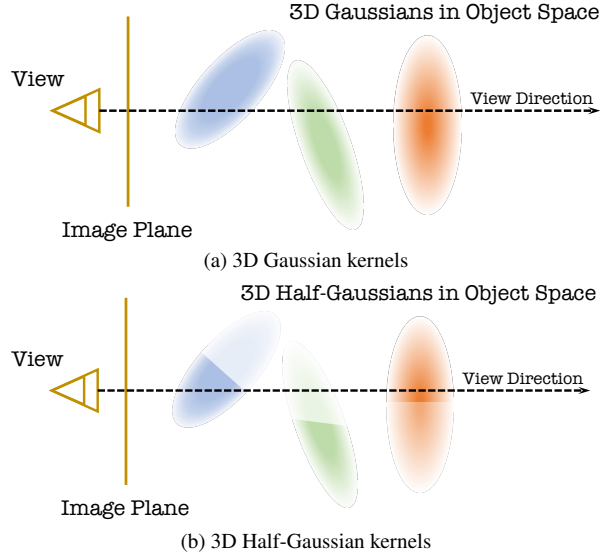 3D Gaussians in Object Space
View
View Direction
Image Plane
(a) 3D Gaussian kernels
3D Half-Gaussians in Object Space
View
View Direction
Image Plane
(b) 3D Half-Gaussian kernels